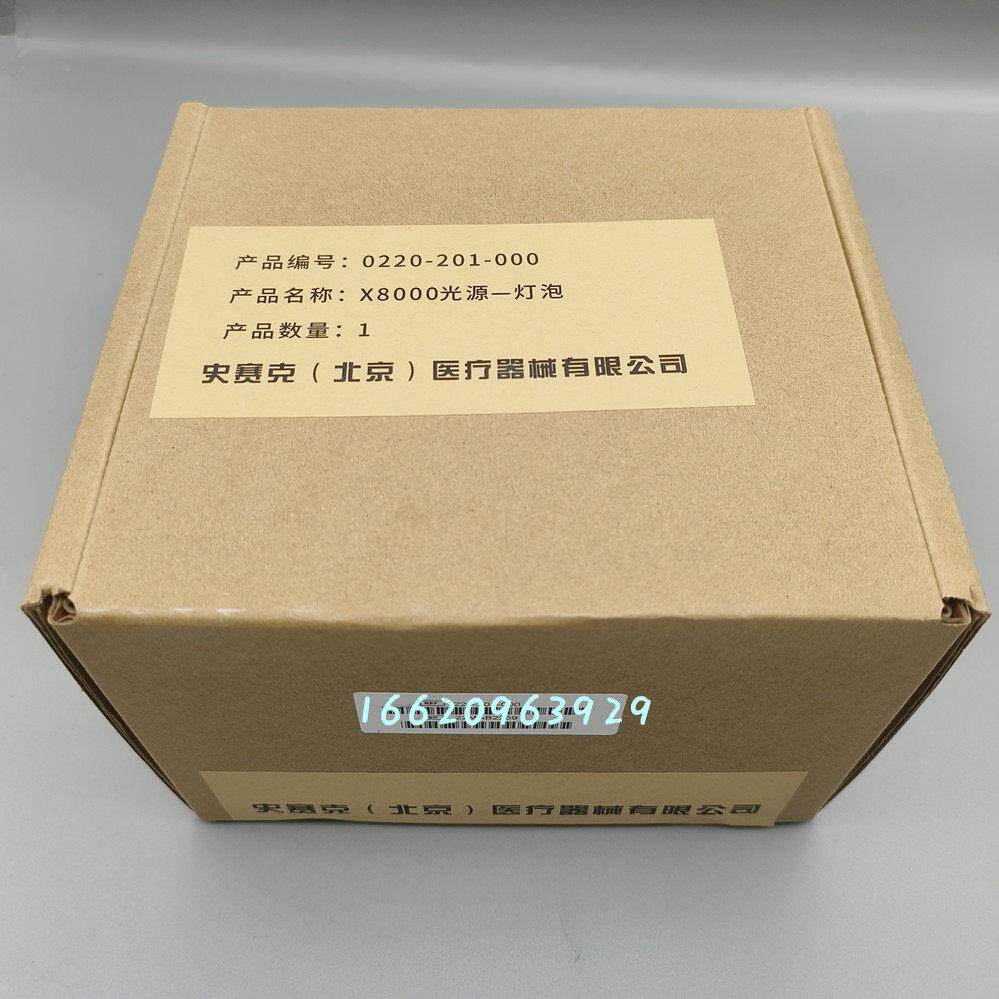 产品编号：0220-201-000
产品名称：X8000光源—灯泡
产品数量：1
史赛克（北京）医疗器械有限公司
16620963929
史赛克（北京）医疗器械有限公司